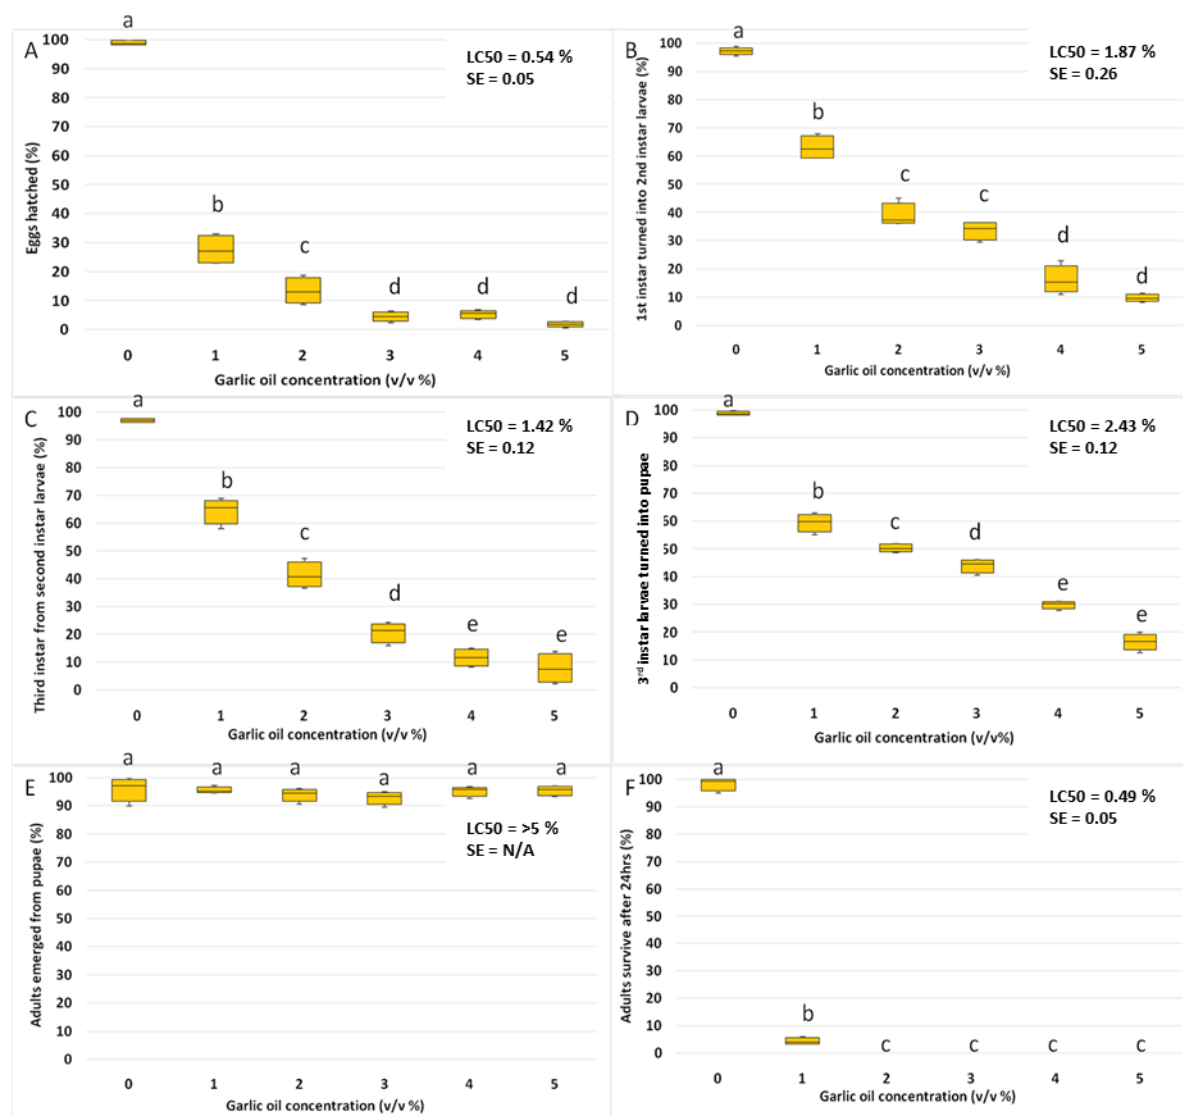 A
a
LC50 = 0.54 %
SE = 0.05
Eggs hatched (%)
100
90
80
70
60
50
40
30
20
10
0
b
c
d
d
d
0 1 2 3 4 5
Garlic oil concentration (v/v %)
B
a
LC50 = 1.87 %
SE = 0.26
1st instar turned into 2nd instar larvae (%)
100
90
80
70
60
50
40
30
20
10
0
b
c
c
d
d
0 1 2 3 4 5
Garlic oil concentration (v/v %)
C
a
LC50 = 1.42 %
SE = 0.12
Third instar from second instar larvae (%)
100
90
80
70
60
50
40
30
20
10
0
b
c
d
e
e
0 1 2 3 4 5
Garlic oil concentration (v/v %)
D
a
LC50 = 2.43 %
SE = 0.12
3rd instar larvae turned into pupae
100
90
80
70
60
50
40
30
20
10
0
b
c
d
e
e
0 1 2 3 4 5
Garlic oil concentration (v/v%)
E
a a a a a a
LC50 = >5 %
SE = N/A
Adults emerged from pupae (%)
100
90
80
70
60
50
40
30
20
10
0
0 1 2 3 4 5
Garlic oil concentration (v/v %)
F
a
LC50 = 0.49 %
SE = 0.05
Adults survive after 24hrs (%)
100
90
80
70
60
50
40
30
20
10
0
b
c c c c
0 1 2 3 4 5
Garlic oil concentration (v/v %)